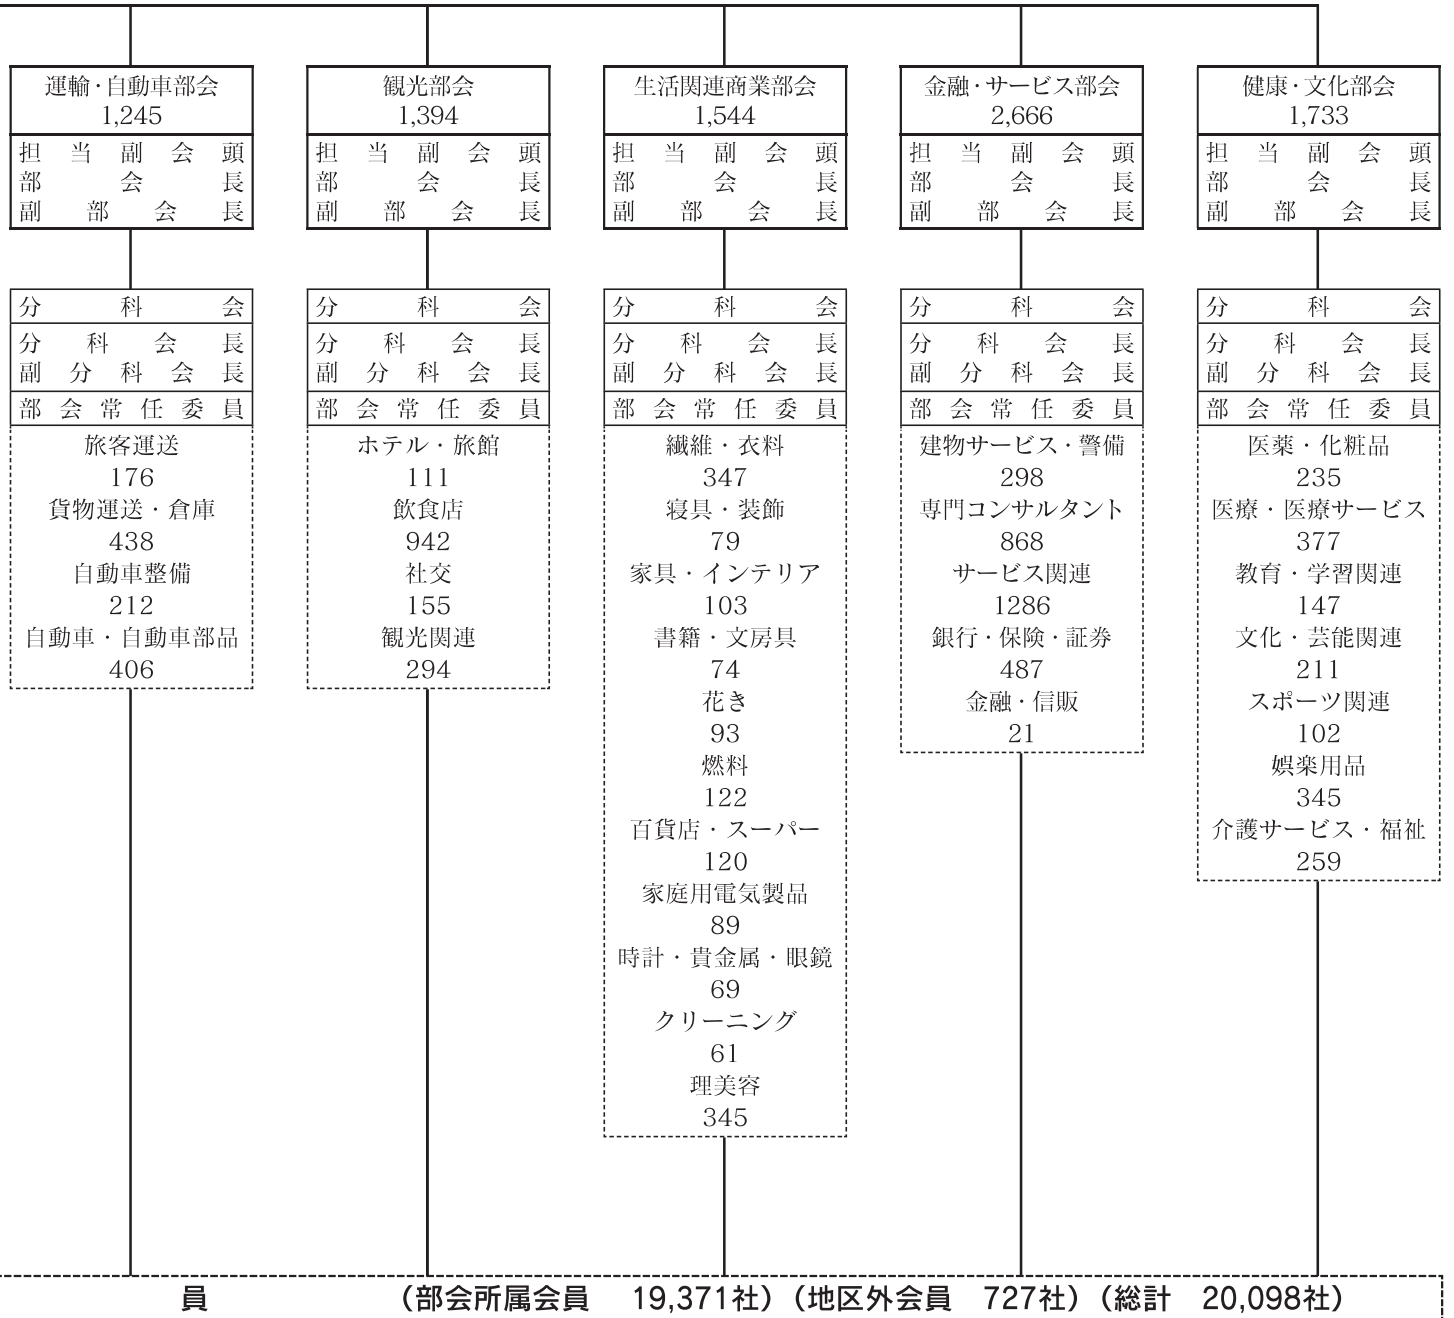 運輸・自動車部会
1,245
担当副会頭
部会長
副部会長
分科会
分科会長
副分科会長
部会常任委員
旅客運送
176
貨物運送・倉庫
438
自動車整備
212
自動車・自動車部品
406
観光部会
1,394
担当副会頭
部会長
副部会長
分科会
分科会長
副分科会長
部会常任委員
ホテル・旅館
111
飲食店
942
社交
155
観光関連
294
生活関連商業部会
1,544
担当副会頭
部会長
副部会長
分科会
分科会長
副分科会長
部会常任委員
繊維・衣料
347
寝具・装飾
79
家具・インテリア
103
書籍・文房具
74
花き
93
燃料
122
百貨店・スーパー
120
家庭用電気製品
89
時計・貴金属・眼鏡
69
クリーニング
61
理美容
345
金融・サービス部会
2,666
担当副会頭
部会長
副部会長
分科会
分科会長
副分科会長
部会常任委員
建物サービス・警備
298
専門コンサルタント
868
サービス関連
1286
銀行・保険・証券
487
金融・信販
21
健康・文化部会
1,733
担当副会頭
部会長
副部会長
分科会
分科会長
副分科会長
部会常任委員
医薬・化粧品
235
医療・医療サービス
377
教育・学習関連
147
文化・芸能関連
211
スポーツ関連
102
娯楽用品
345
介護サービス・福祉
259
員 （部会所属会員 19,371社）（地区外会員 727社）（総計 20,098社）